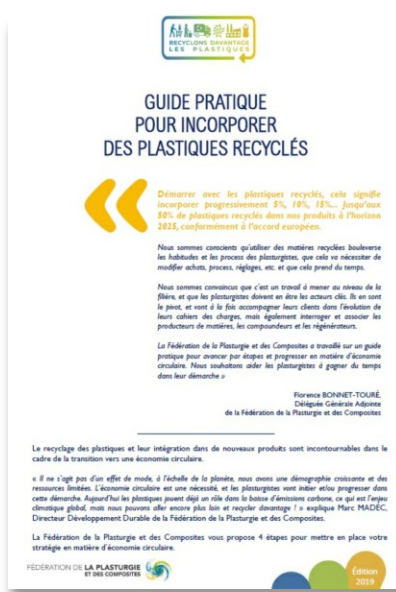 RECYCLONS DAVANTAGE
LES PLASTIQUES
GUIDE PRATIQUE
POUR INCORPORER
DES PLASTIQUES RECYCLÉS
«
Démarrer avec les plastiques recyclés, cela signifie
incorporer progressivement 5%, 10%, 15%... Jusqu'aux
50% de plastiques recyclés dans nos produits à l'horizon
2025, conformément à l'accord européen.
Nous sommes conscients qu'utiliser des matières recyclées bouleverse
les habitudes et les process des plasturgistes, que cela va nécessiter de
modifier achats, process, réglages, etc. et que cela prend du temps.
Nous sommes convaincus que c'est un travail à mener au niveau de la
filière, et que les plasturgistes doivent en être les acteurs clés. Ils en sont
le pivot, et vont à la fois accompagner leurs clients dans l'évolution de
leurs cahiers des charges, mais également interroger et associer les
producteurs de matières, les compoundeurs et les régénérateurs.
La Fédération de la Plasturgie et des Composites a travaillé sur un guide
pratique pour avancer par étapes et progresser en matière d'économie
circulaire. Nous souhaitons aider les plasturgistes à gagner du temps
dans leur démarche »
Florence BONNET-TOURÉ,
Déléguée Générale Adjointe
de la Fédération de la Plasturgie et des Composites
Le recyclage des plastiques et leur intégration dans de nouveaux produits sont incontournables dans le
cadre de la transition vers une économie circulaire.
« Il ne s'agit pas d'un effet de mode, à l'échelle de la planète, nous avons une démographie croissante et des
ressources limitées. L'économie circulaire est une nécessité, et les plasturgistes vont initier et/ou progresser dans
cette démarche. Aujourd'hui les plastiques jouent déjà un rôle dans la baisse d'émissions carbone, ce qui est l'enjeu
climatique global, mais nous pouvons aller encore plus loin et recycler davantage ! » explique Marc MADEC,
Directeur Développement Durable de la Fédération de la Plasturgie et des Composites.
La Fédération de la Plasturgie et des Composites vous propose 4 étapes pour mettre en place votre
stratégie en matière d'économie circulaire.
FÉDÉRATION DE LA PLASTURGIE
ET DES COMPOSITES
Édition
2019